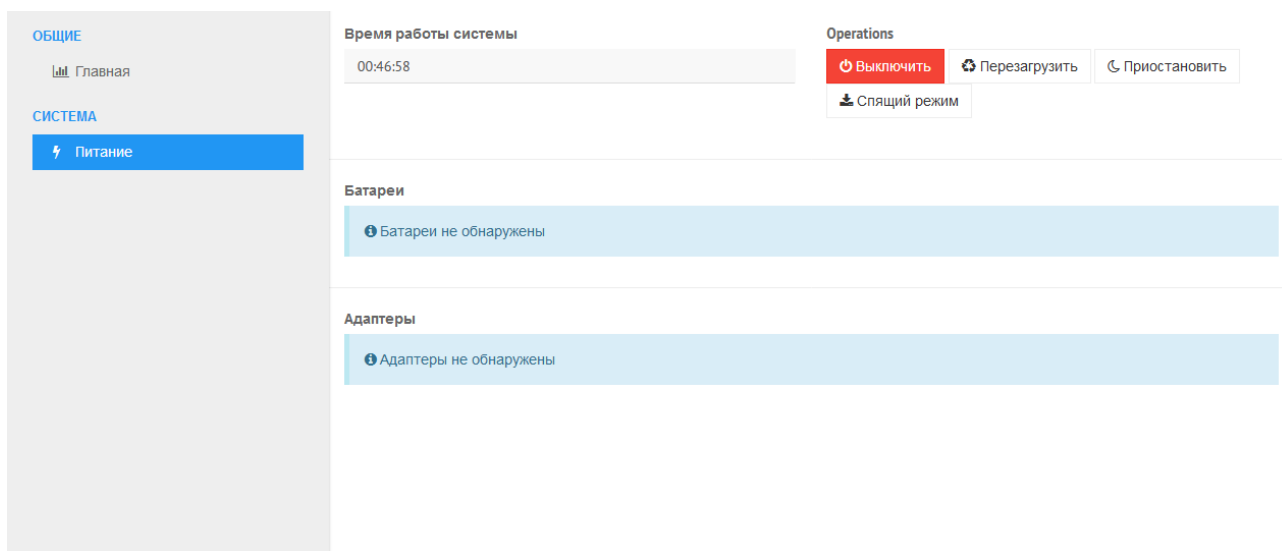 ОБЩИЕ
Главная
СИСТЕМА
Питание
Время работы системы
00:46:58
Operations
Выключить
Перезагрузить
Приостановить
Спящий режим
Батареи
Батареи не обнаружены
Адаптеры
Адаптеры не обнаружены